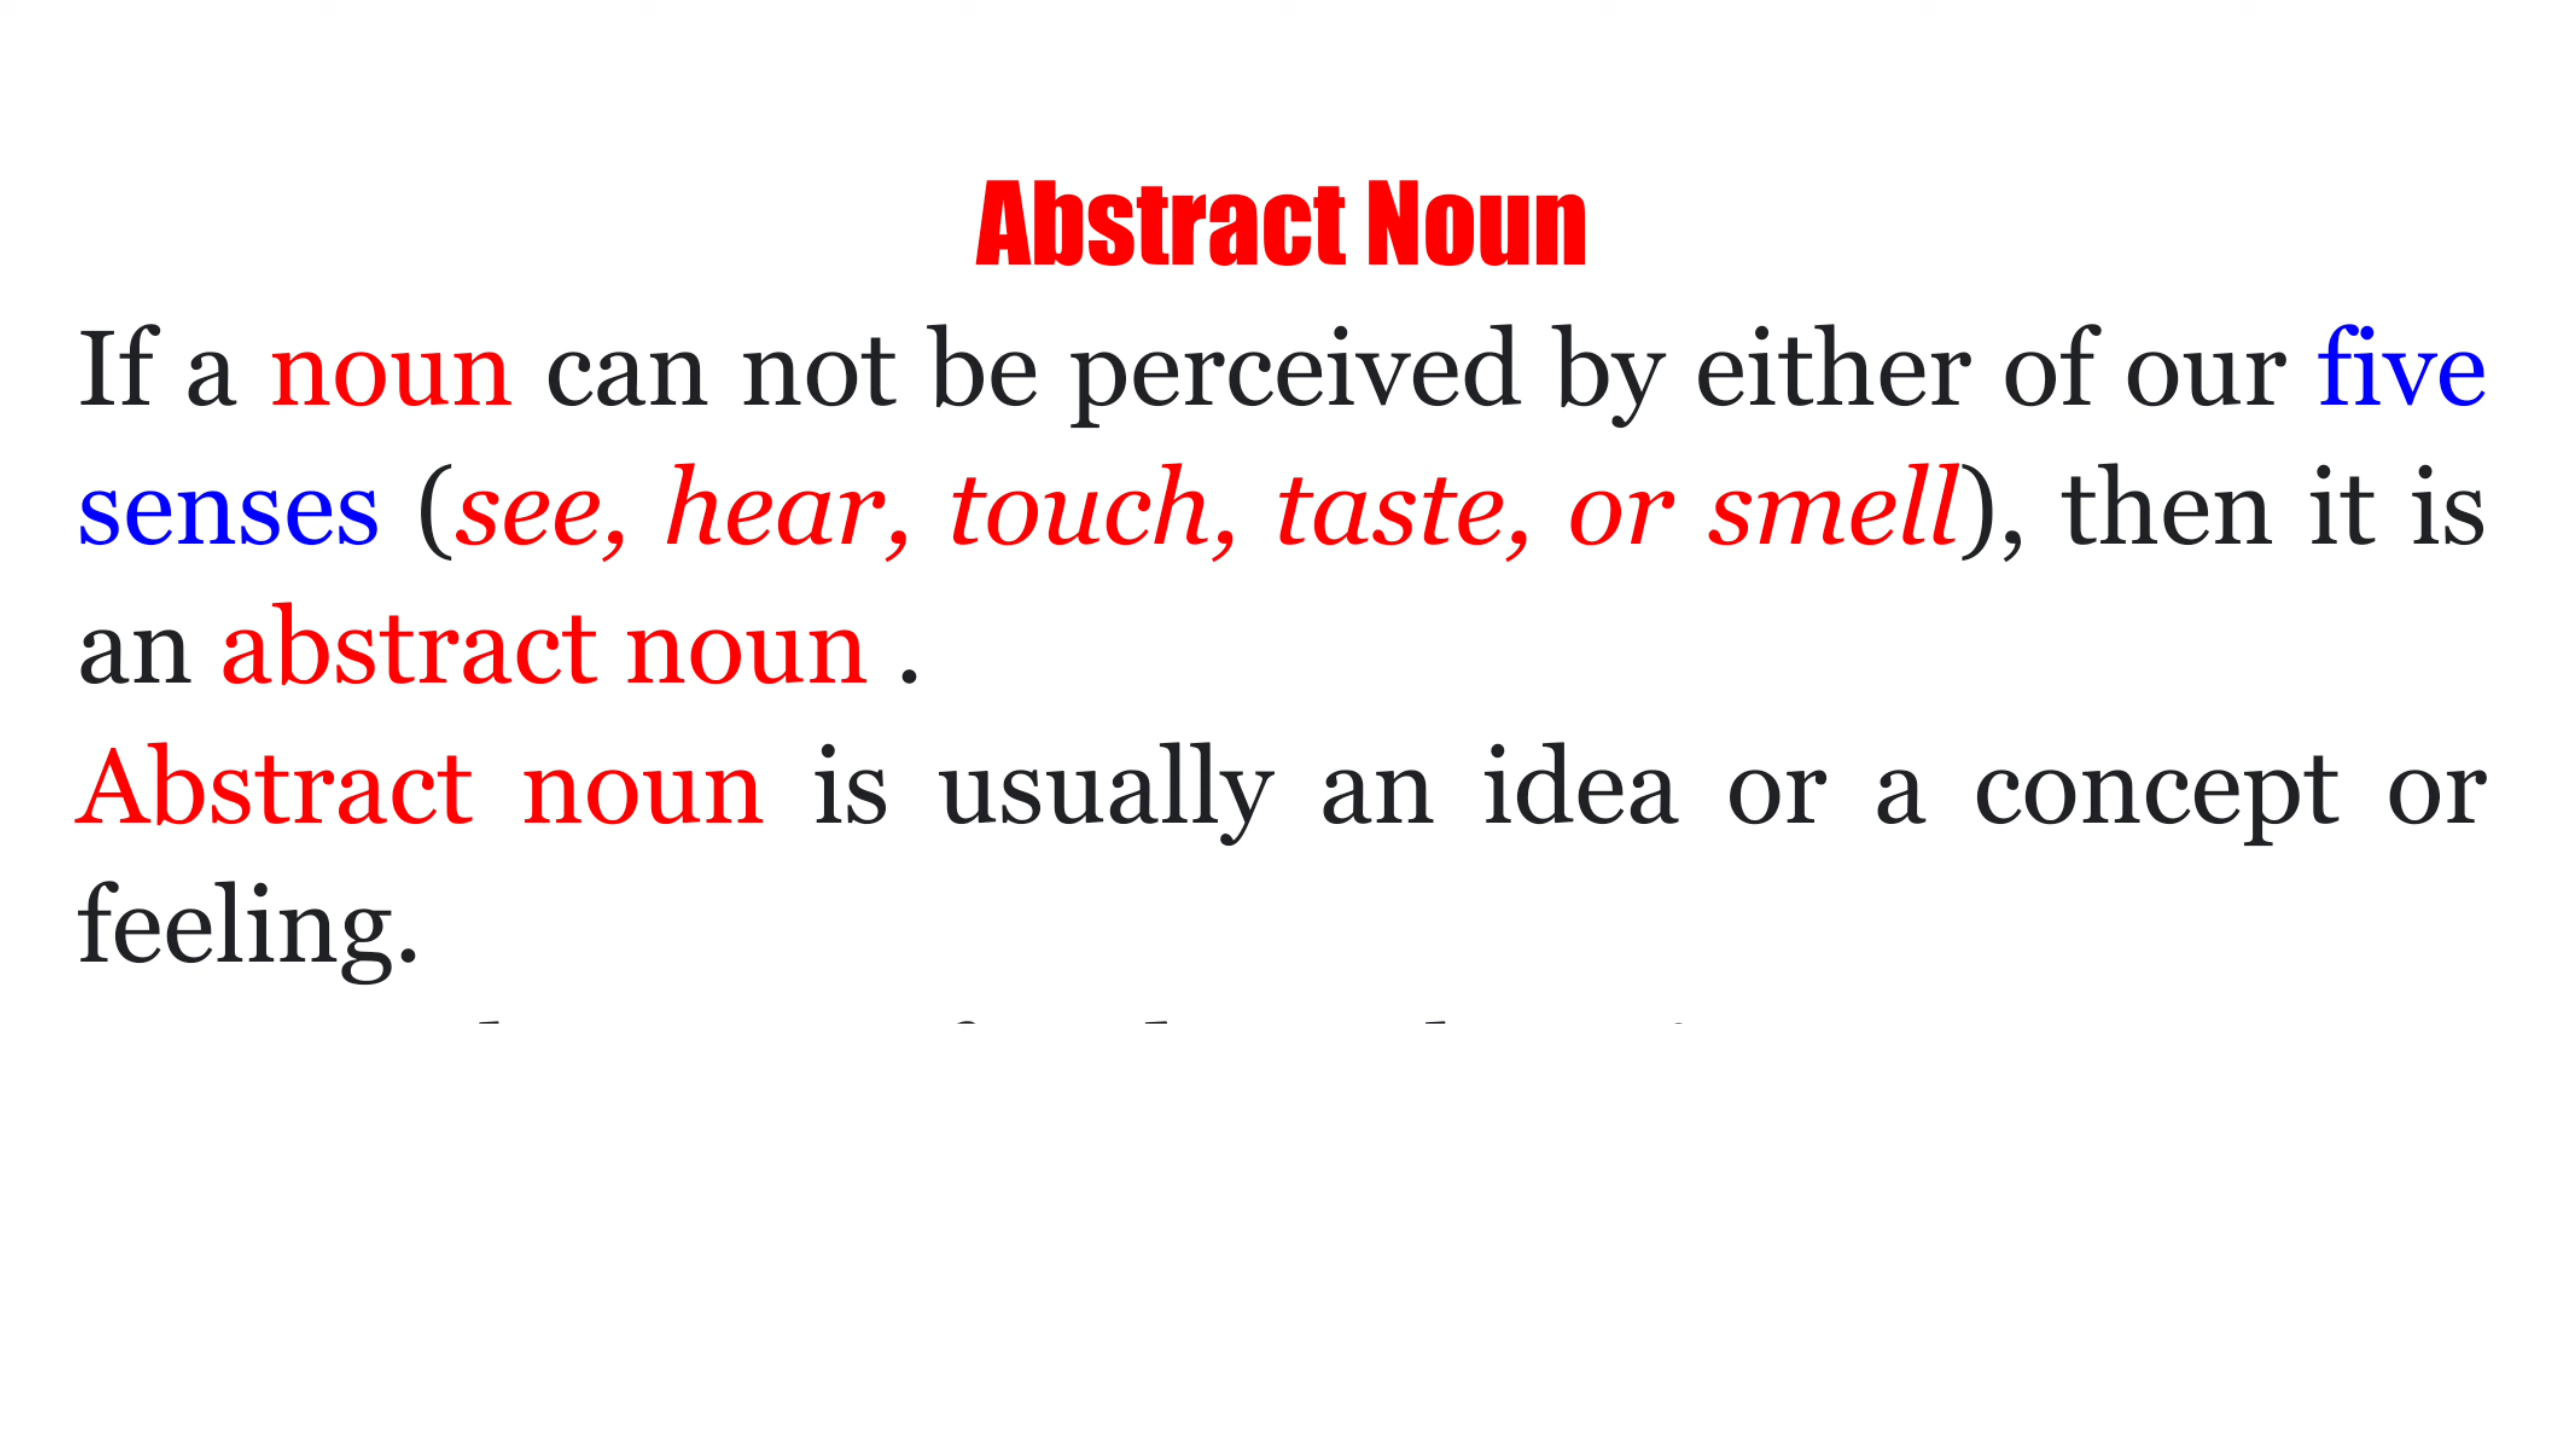 Abstract Noun
If a noun can not be perceived by either of our five
senses (see, hear, touch, taste, or smell), then it is
an abstract noun .
Abstract noun is usually an idea or a concept or
feeling.